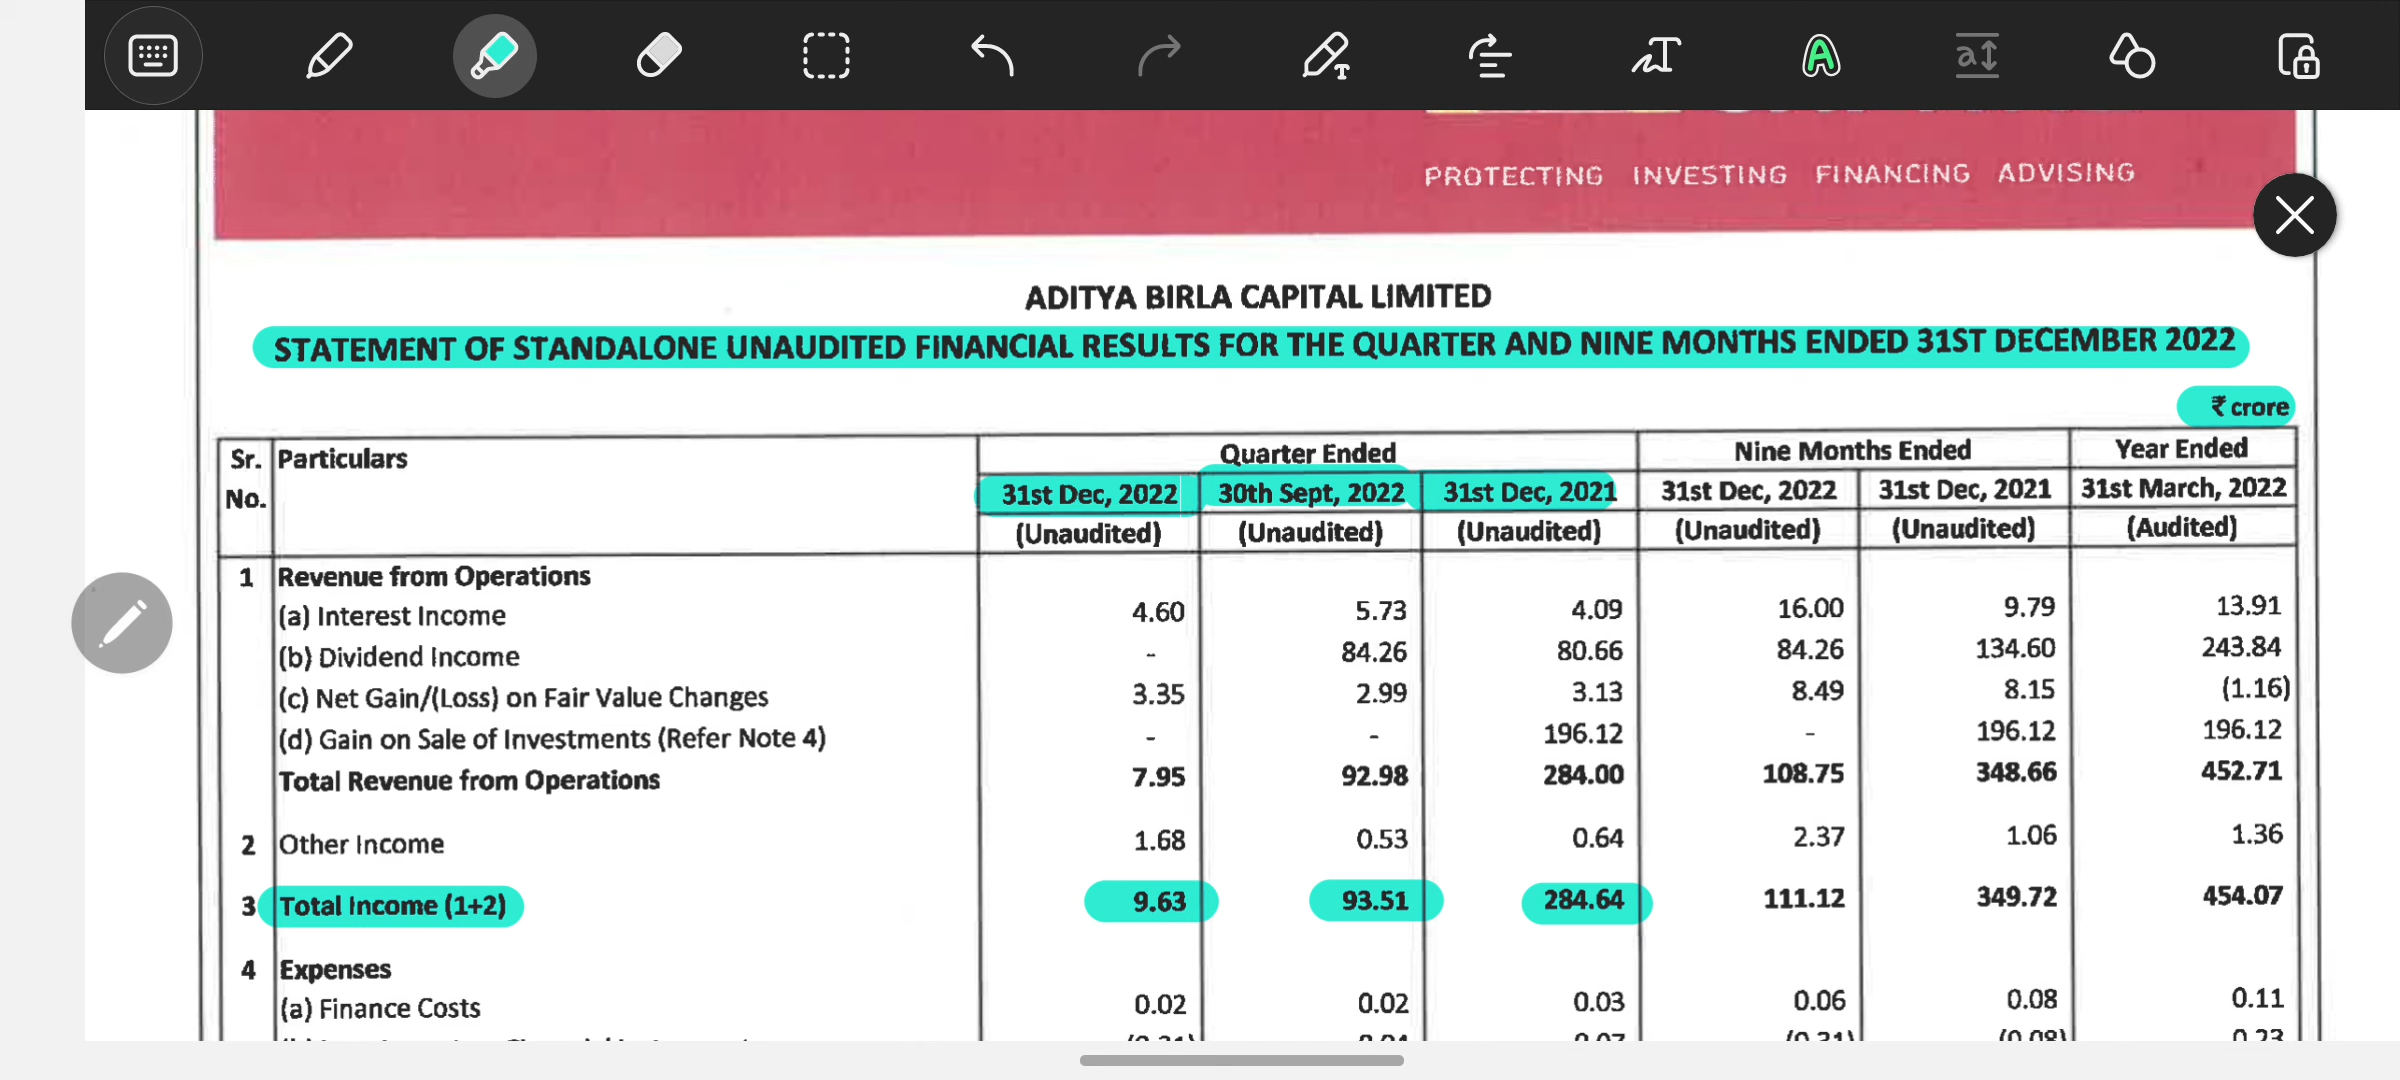 PROTECTING INVESTING FINANCING ADVISING
ADITYA BIRLA CAPITAL LIMITED
STATEMENT OF STANDALONE UNAUDITED FINANCIAL RESULTS FOR THE QUARTER AND NINE MONTHS ENDED 31ST DECEMBER 2022
₹ crore
Sr. No. Particulars Quarter Ended Nine Months Ended Year Ended
31st Dec, 2022 30th Sept, 2022 31st Dec, 2021 31st Dec, 2022 31st Dec, 2021 31st March, 2022
(Unaudited) (Unaudited) (Unaudited) (Unaudited) (Unaudited) (Audited)
1 Revenue from Operations
(a) Interest Income 4.60 5.73 4.09 16.00 9.79 13.91
(b) Dividend Income - 84.26 80.66 84.26 134.60 243.84
(c) Net Gain/(Loss) on Fair Value Changes 3.35 2.99 3.13 8.49 8.15 (1.16)
(d) Gain on Sale of Investments (Refer Note 4) - - 196.12 - 196.12 196.12
Total Revenue from Operations 7.95 92.98 284.00 108.75 348.66 452.71
2 Other Income 1.68 0.53 0.64 2.37 1.06 1.36
3 Total Income (1+2) 9.63 93.51 284.64 111.12 349.72 454.07
4 Expenses
(a) Finance Costs 0.02 0.02 0.03 0.06 0.08 0.11